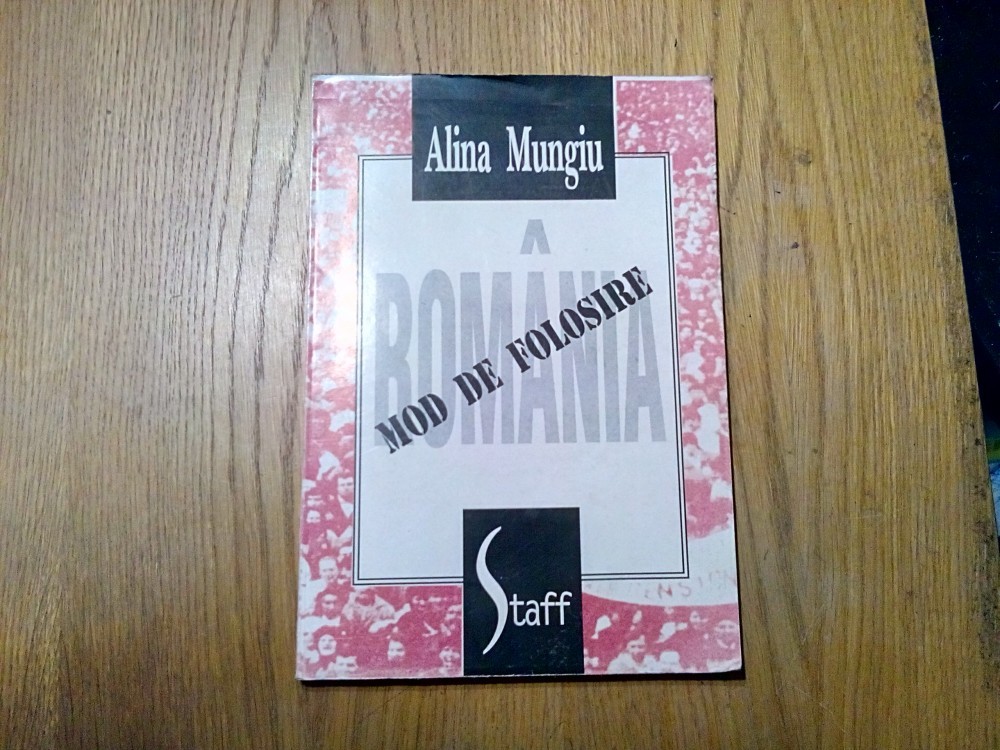 Alina Mungiu
ROMÂNIA
MOD DE FOLOSIRE
Staff